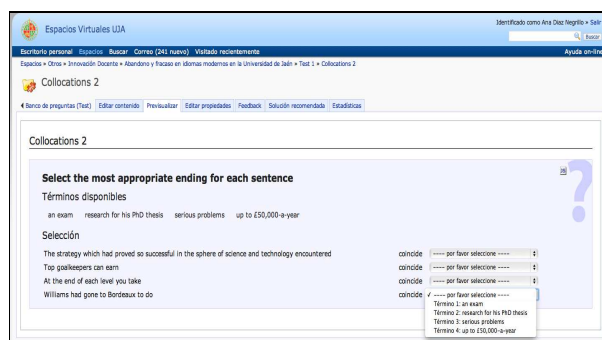 Identificado como Ana Díaz Negrillo » Salir
Espacios Virtuales UJA
Buscar
Escritorio personal Espacios Buscar Correo (241 nuevo) Visitado recientemente Ayuda on-line
Espacios » Otros » Innovación Docente » Abandono y fracaso en idiomas modernos en la Universidad de Jaén » Test 1 » Collocations 2
Collocations 2
Banco de preguntas (Test) Editar contenido Previsualizar Editar propiedades Feedback Solución recomendada Estadísticas
Collocations 2
Select the most appropriate ending for each sentence
Términos disponibles
an exam research for his PhD thesis serious problems up to £50,000-a-year
Selección
The strategy which had proved so successful in the sphere of science and technology encountered coincide ---- por favor seleccione ----
Top goalkeepers can earn coincide ---- por favor seleccione ----
At the end of each level you take coincide ---- por favor seleccione ----
Williams had gone to Bordeaux to do coincide ✓ ---- por favor seleccione ----
Término 1: an exam
Término 2: research for his PhD thesis
Término 3: serious problems
Término 4: up to £50,000-a-year